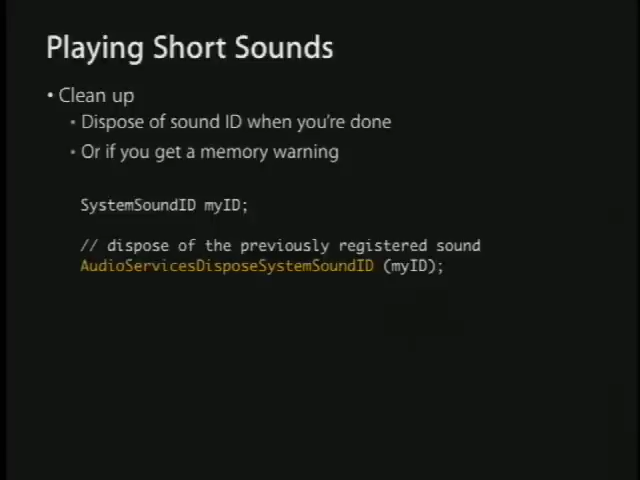 Playing Short Sounds
• Clean up
• Dispose of sound ID when you're done
• Or if you get a memory warning
SystemSoundID myID;
// dispose of the previously registered sound
AudioServicesDisposeSystemSoundID (myID);